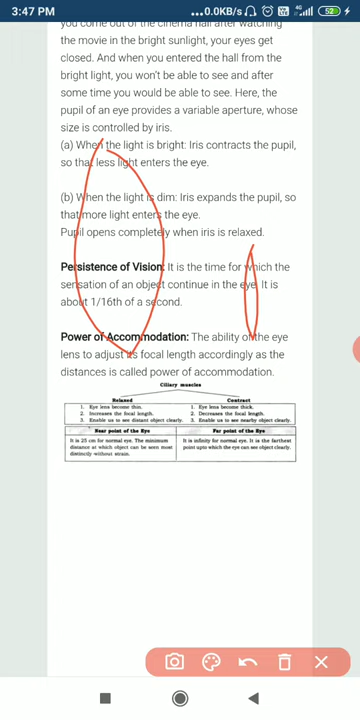 3:47 PM
...0.0KB/s 4G 52
you come out of the cinema hall after watching
the movie in the bright sunlight, your eyes get
closed. And when you entered the hall from the
bright light, you won't be able to see and after
some time you would be able to see. Here, the
pupil of an eye provides a variable aperture, whose
size is controlled by iris.
(a) When the light is bright: Iris contracts the pupil,
so that less light enters the eye.
(b) When the light is dim: Iris expands the pupil, so
that more light enters the eye.
Pupil opens completely when iris is relaxed.
Persistence of Vision: It is the time for which the
sensation of an object continue in the eye. It is
about 1/16th of a second.
Power of Accommodation: The ability of the eye
lens to adjust its focal length accordingly as the
distances is called power of accommodation.
Ciliary muscles
Relaxed
1. Eye lens become thin.
2. Increases the focal length.
3. Enable us to see distant object clearly.
Contract
1. Eye lens become thick.
2. Decreases the focal length.
3. Enable us to see nearby object clearly.
Near point of the Eye
It is 25 cm for normal eye. The minimum
distance at which object can be seen most
distinctly without strain.
Far point of the Eye
It is infinity for normal eye. It is the farthest
point upto which the eye can see object clearly.